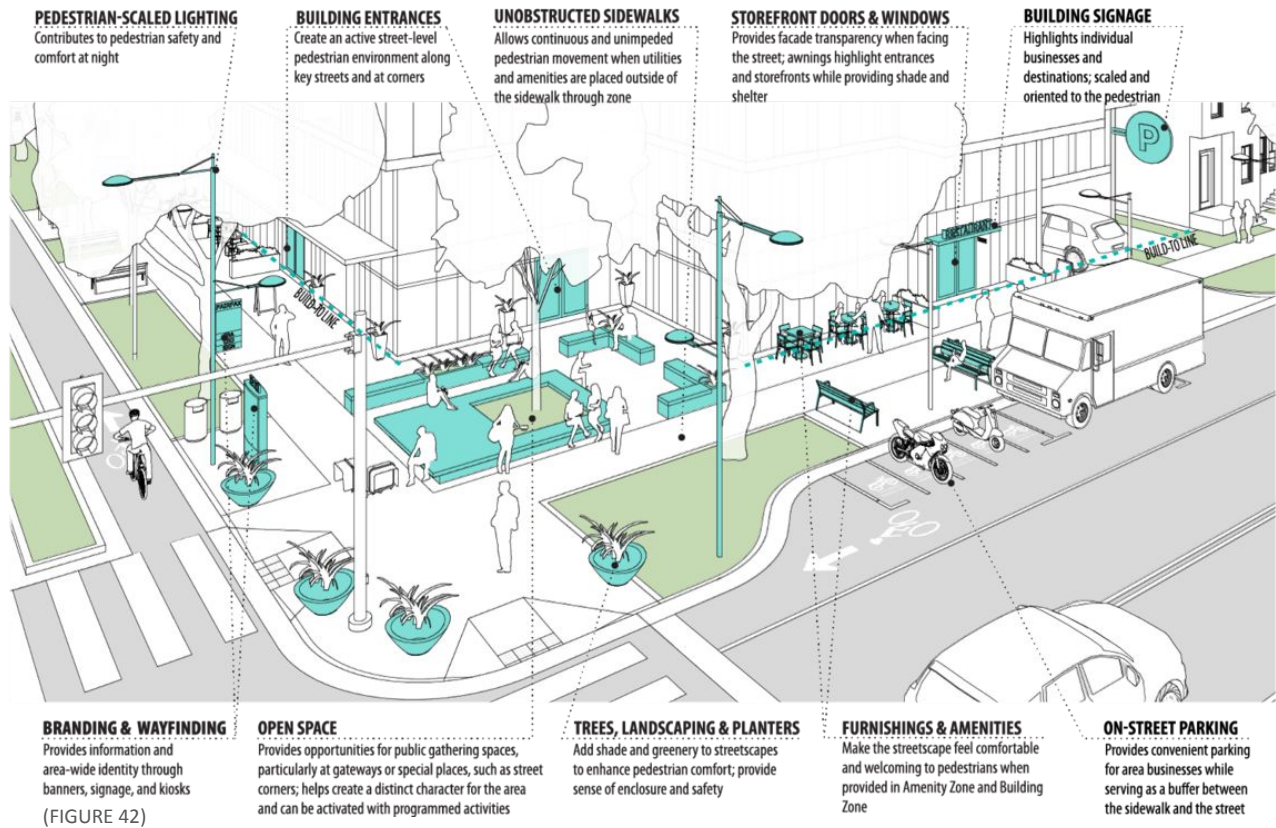 PEDESTRIAN-SCALED LIGHTING
Contributes to pedestrian safety and
comfort at night
BUILDING ENTRANCES
Create an active street-level
pedestrian environment along
key streets and at corners
UNOBSTRUCTED SIDEWALKS
Allows continuous and unimpeded
pedestrian movement when utilities
and amenities are placed outside of
the sidewalk through zone
STOREFRONT DOORS & WINDOWS
Provides facade transparency when facing
the street; awnings highlight entrances
and storefronts while providing shade and
shelter
BUILDING SIGNAGE
Highlights individual
businesses and
destinations; scaled and
oriented to the pedestrian
P
RESTAURANT
BUILD-TO LINE
BUILD-TO LINE
FAIRFAX
BRANDING & WAYFINDING
Provides information and
area-wide identity through
banners, signage, and kiosks
(FIGURE 42)
OPEN SPACE
Provides opportunities for public gathering spaces,
particularly at gateways or special places, such as street
corners; helps create a distinct character for the area
and can be activated with programmed activities
TREES, LANDSCAPING & PLANTERS
Add shade and greenery to streetscapes
to enhance pedestrian comfort; provide
sense of enclosure and safety
FURNISHINGS & AMENITIES
Make the streetscape feel comfortable
and welcoming to pedestrians when
provided in Amenity Zone and Building
Zone
ON-STREET PARKING
Provides convenient parking
for area businesses while
serving as a buffer between
the sidewalk and the street